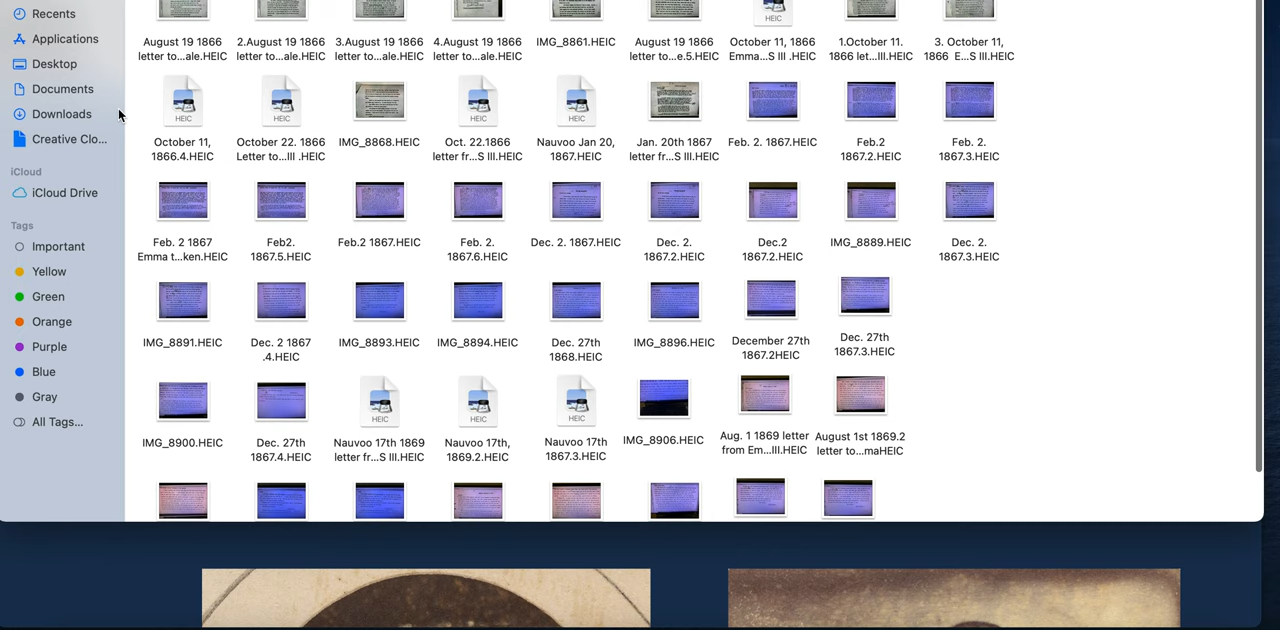 Recents
Applications
Desktop
Documents
Downloads
Creative Clo...
iCloud
iCloud Drive
Tags
Important
Yellow
Green
Orange
Purple
Blue
Gray
All Tags...
HEIC
August 19 1866 2.August 19 1866 3.August 19 1866 4.August 19 1866 IMG_8861.HEIC August 19 1866 October 11, 1866 1.October 11. 3. October 11,
letter to...ale.HEIC letter to...ale.HEIC letter to...ale.HEIC letter to...ale.HEIC letter to...e.5.HEIC Emma...S III .HEIC 1866 let...III.HEIC 1866 E...S III.HEIC
HEIC HEIC HEIC HEIC
October 11, October 22. 1866 IMG_8868.HEIC Oct. 22.1866 Nauvoo Jan 20, Jan. 20th 1867 Feb. 2. 1867.HEIC Feb.2 Feb. 2.
1866.4.HEIC Letter to...III .HEIC letter fr...S III.HEIC 1867.HEIC letter fr...S III.HEIC 1867.2.HEIC 1867.3.HEIC
Feb. 2 1867 Feb2. Feb.2 1867.HEIC Feb. 2. Dec. 2. 1867.HEIC Dec. 2. Dec.2 IMG_8889.HEIC Dec. 2.
Emma t...ken.HEIC 1867.5.HEIC 1867.6.HEIC 1867.2.HEIC 1867.2.HEIC 1867.3.HEIC
IMG_8891.HEIC Dec. 2 1867 IMG_8893.HEIC IMG_8894.HEIC Dec. 27th IMG_8896.HEIC December 27th Dec. 27th
.4.HEIC 1868.HEIC 1867.2HEIC 1867.3.HEIC
HEIC HEIC HEIC
IMG_8900.HEIC Dec. 27th Nauvoo 17th 1869 Nauvoo 17th, Nauvoo 17th IMG_8906.HEIC Aug. 1 1869 letter August 1st 1869.2
1867.4.HEIC letter fr...S III.HEIC 1869.2.HEIC 1867.3.HEIC from Em...III.HEIC letter to...maHEIC